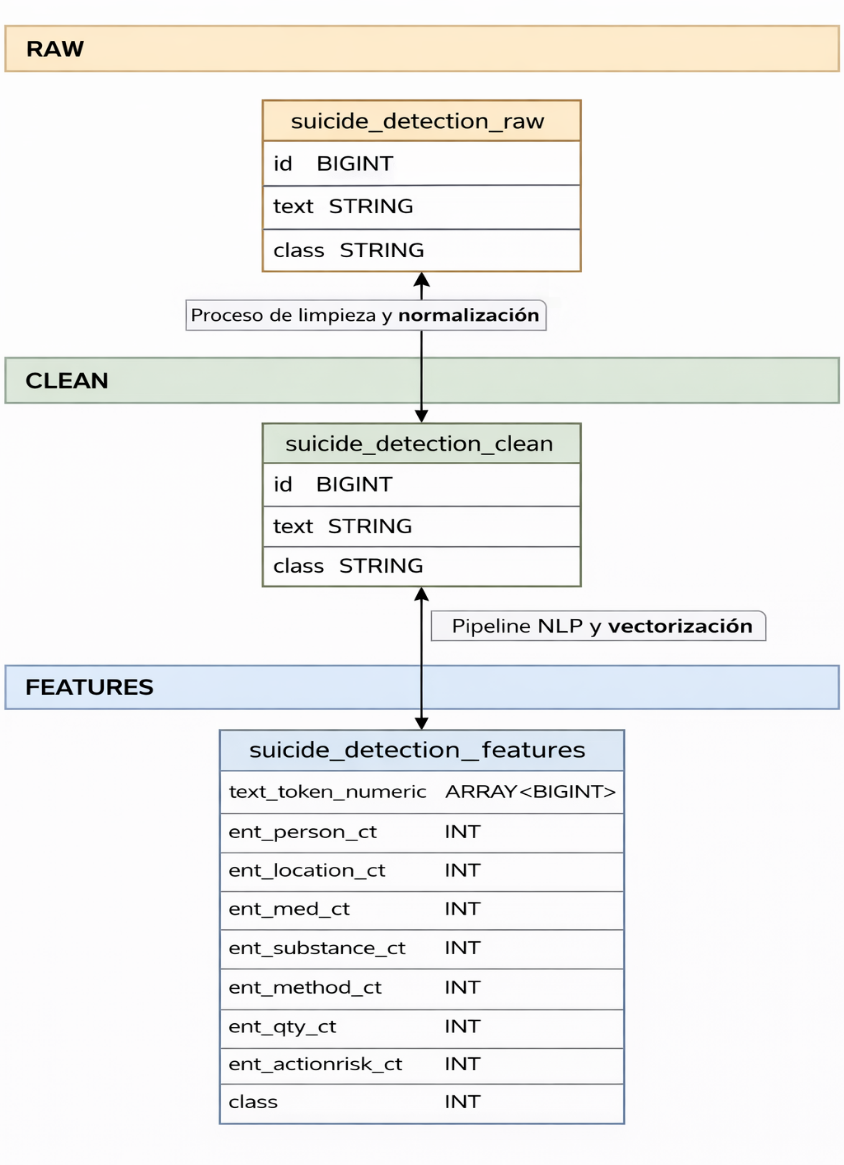 RAW
suicide_detection_raw
id BIGINT
text STRING
class STRING
Proceso de limpieza y normalización
CLEAN
suicide_detection_clean
id BIGINT
text STRING
class STRING
Pipeline NLP y vectorización
FEATURES
suicide_detection_features
text_token_numeric ARRAY<BIGINT>
ent_person_ct INT
ent_location_ct INT
ent_med_ct INT
ent_substance_ct INT
ent_method_ct INT
ent_qty_ct INT
ent_actionrisk_ct INT
class INT